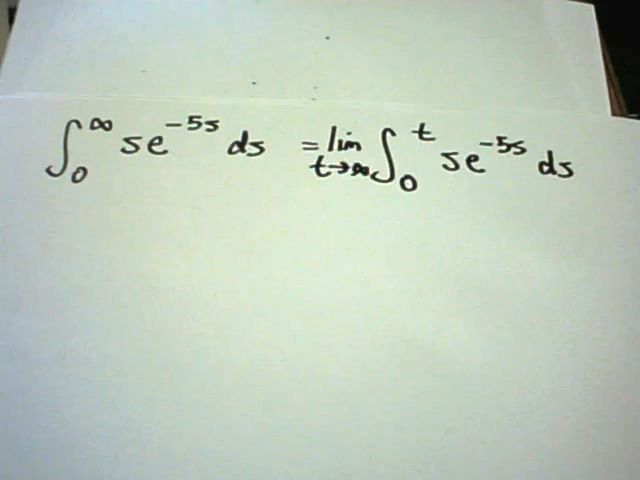 ∫₀^∞ se^{-5s} ds = lim_{t→∞} ∫₀^t se^{-5s} ds